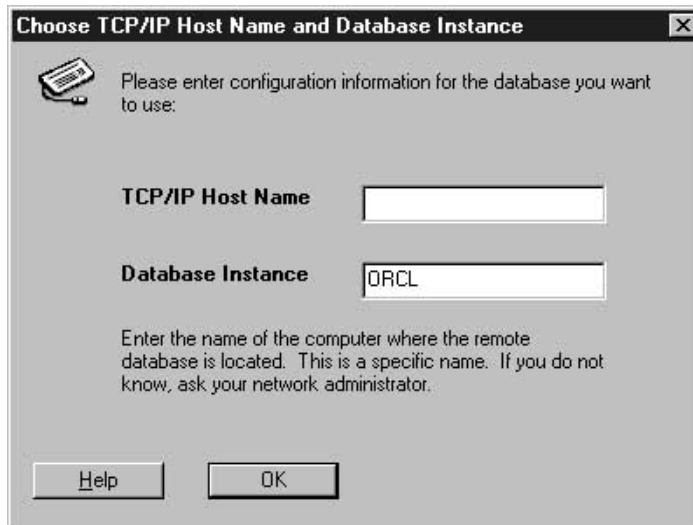 Choose TCP/IP Host Name and Database Instance
Please enter configuration information for the database you want
to use:
TCP/IP Host Name
Database Instance
ORCL
Enter the name of the computer where the remote
database is located.  This is a specific name.  If you do not
know, ask your network administrator.
Help
OK